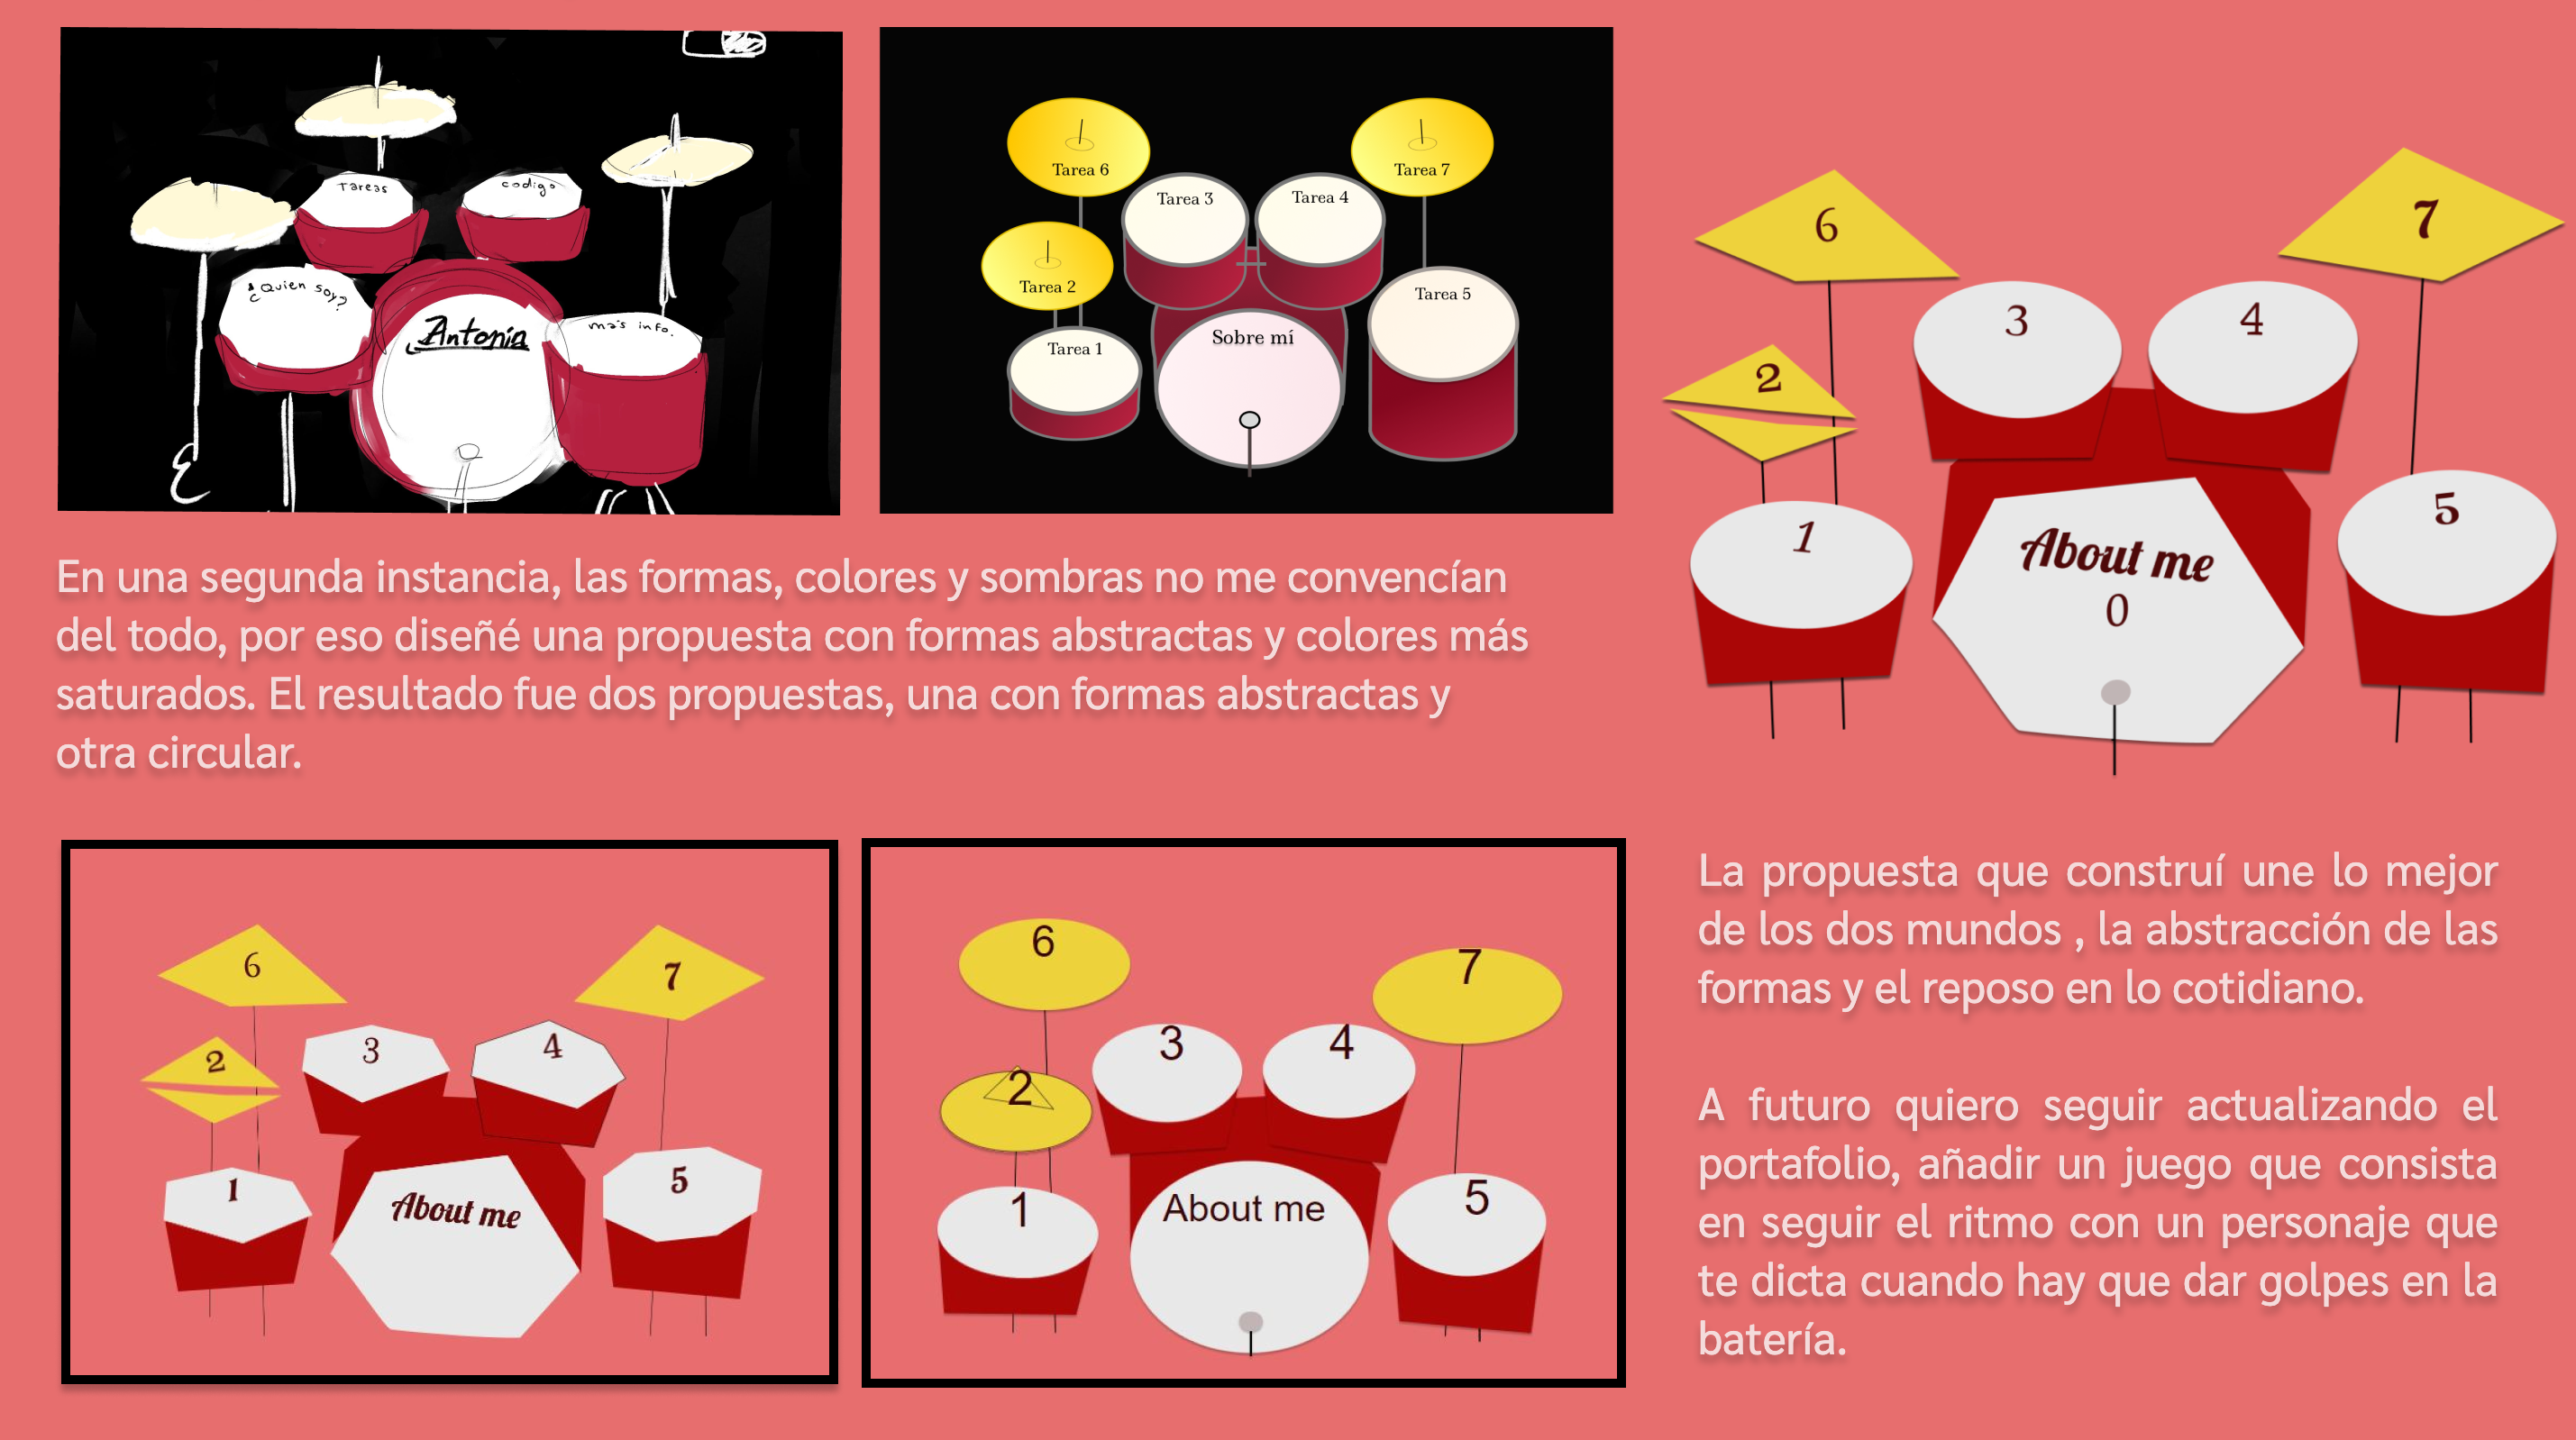 Tareas
codigo
¿Quien soy?
Antonia
más info.
Tarea 6
Tarea 7
Tarea 3
Tarea 4
Tarea 2
Tarea 5
Tarea 1
Sobre mí
6
7
3
4
2
1
5
About me
0
En una segunda instancia, las formas, colores y sombras no me convencían
del todo, por eso diseñé una propuesta con formas abstractas y colores más
saturados. El resultado fue dos propuestas, una con formas abstractas y
otra circular.
6
7
2
3
4
1
5
About me
6
7
3
4
2
1
5
About me
La propuesta que construí une lo mejor
de los dos mundos , la abstracción de las
formas y el reposo en lo cotidiano.
A futuro quiero seguir actualizando el
portafolio, añadir un juego que consista
en seguir el ritmo con un personaje que
te dicta cuando hay que dar golpes en la
batería.